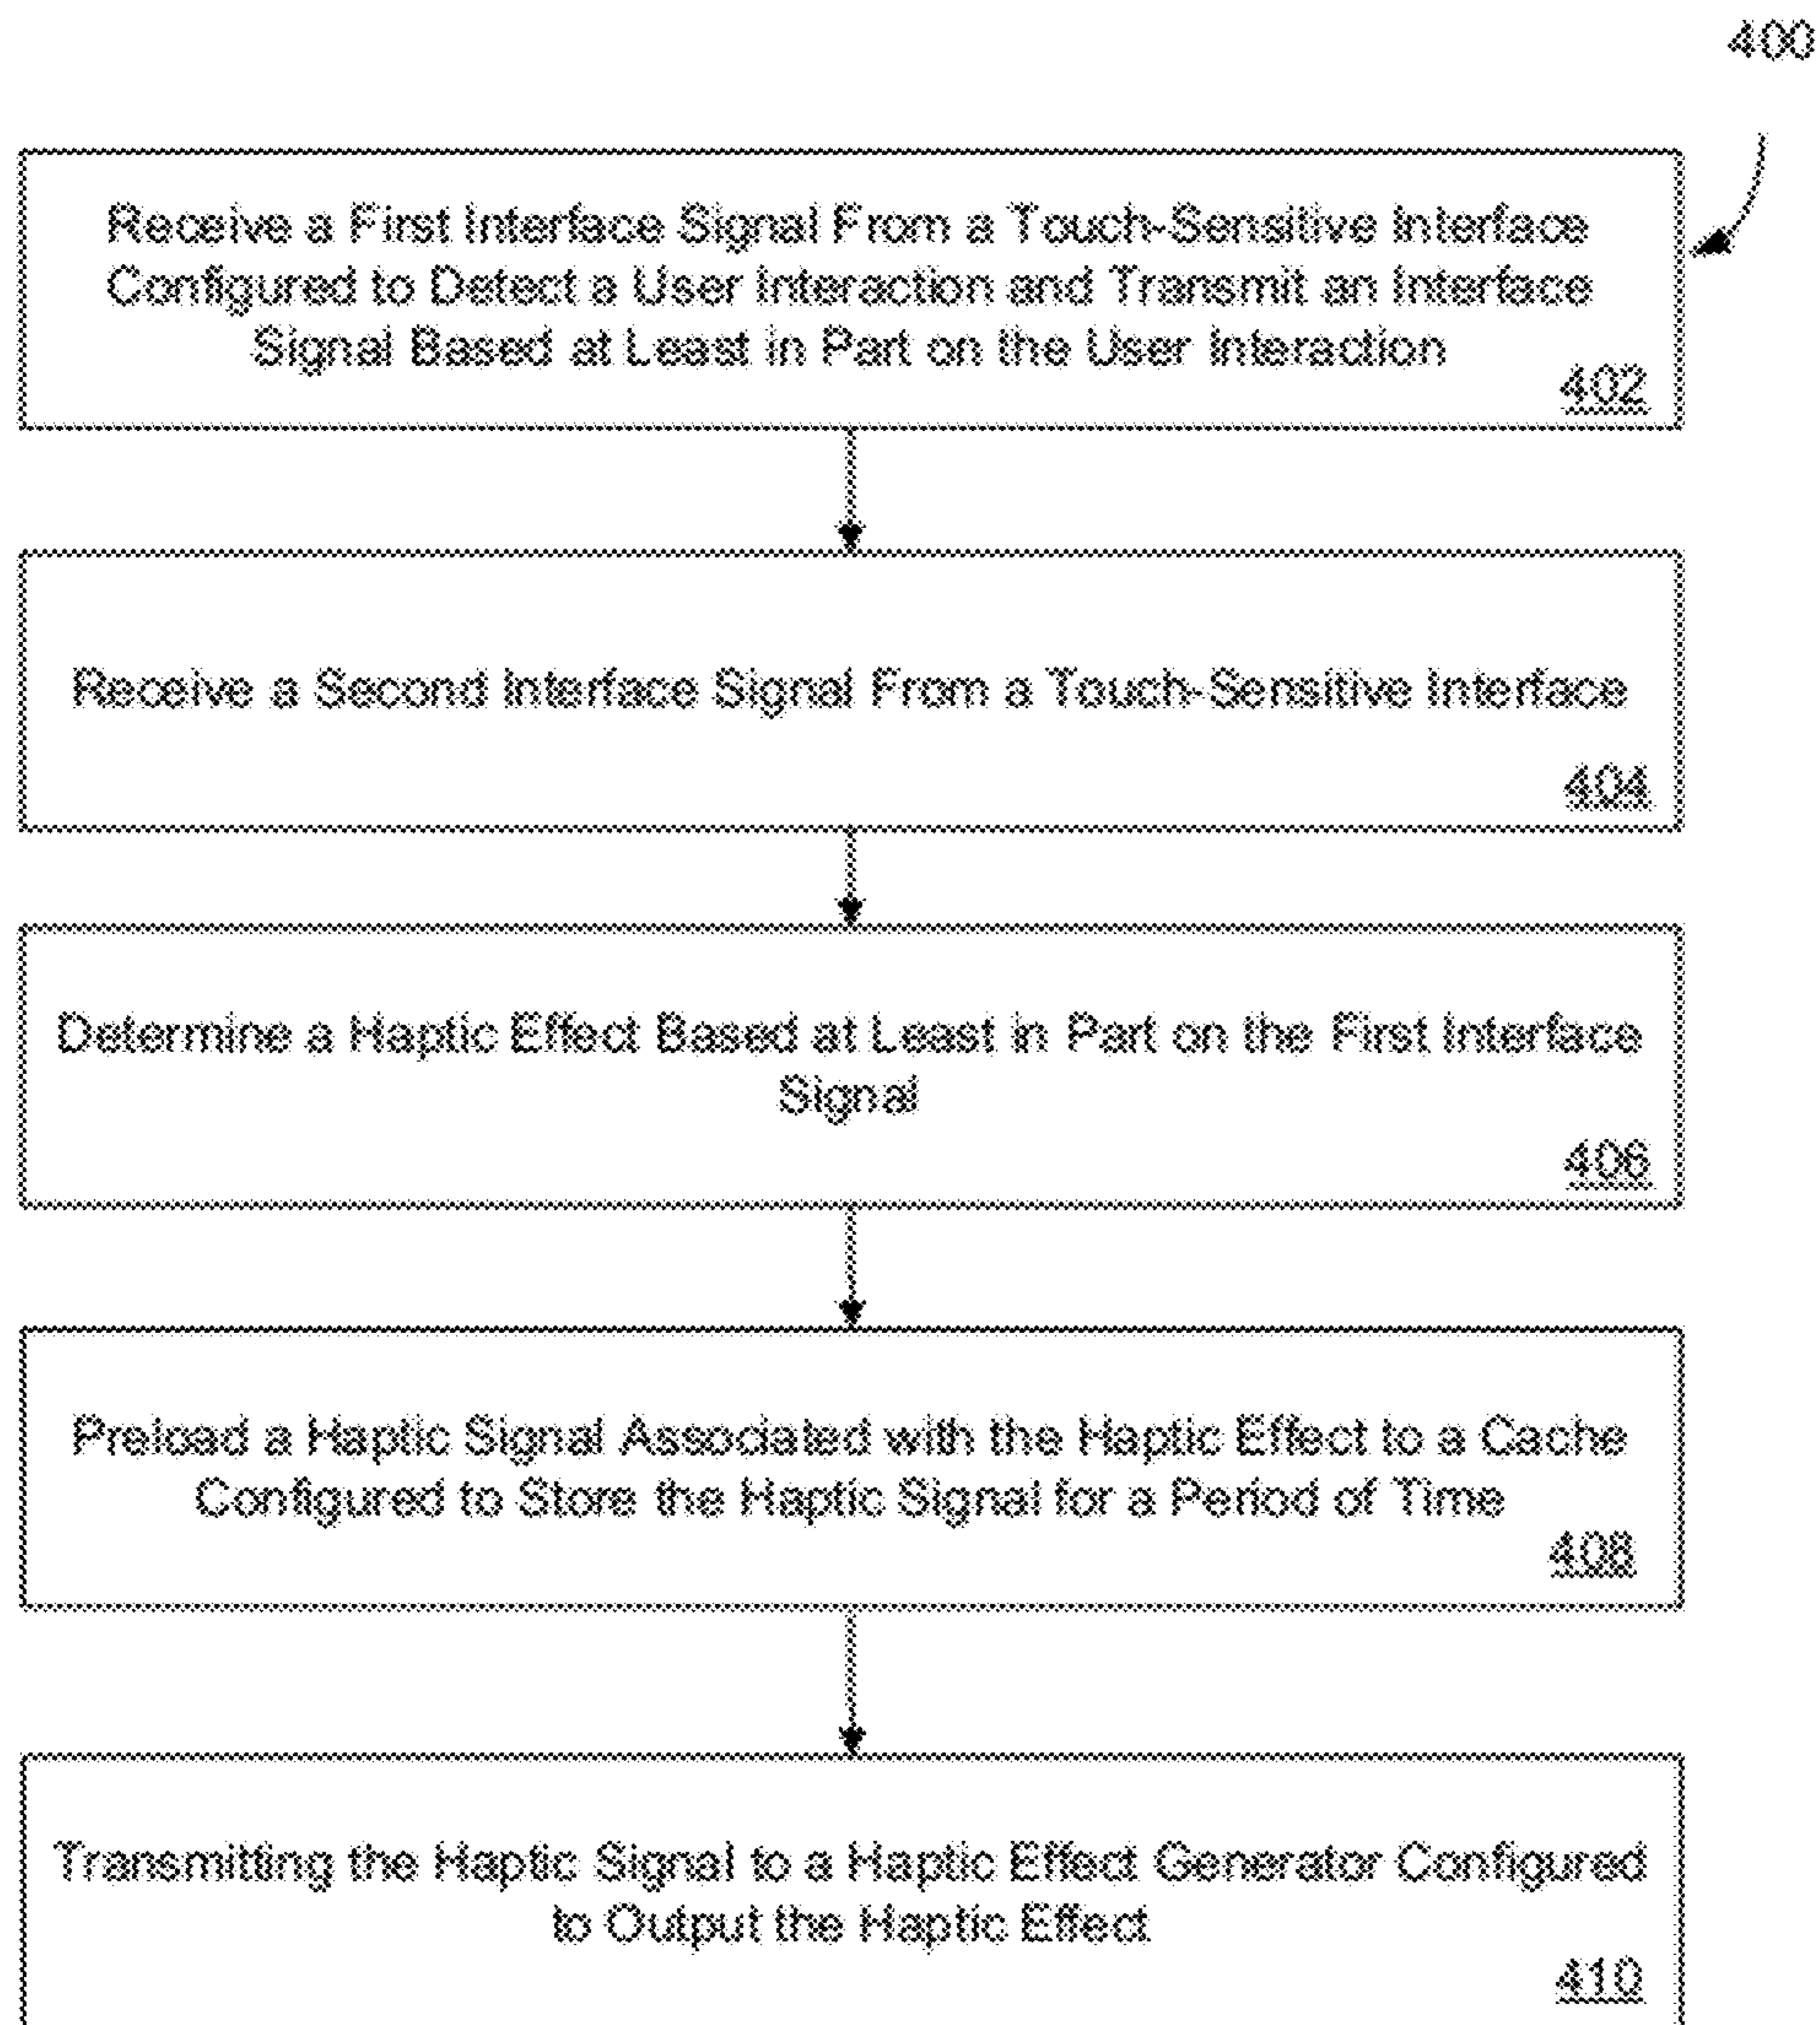 400
Receive a First Interface Signal From a Touch-Sensitive Interface
Configured to Detect a User Interaction and Transmit an Interface
Signal Based at Least in Part on the User Interaction
402
Receive a Second Interface Signal From a Touch-Sensitive Interface
404
Determine a Haptic Effect Based at Least in Part on the First Interface
Signal
406
Preload a Haptic Signal Associated with the Haptic Effect to a Cache
Configured to Store the Haptic Signal for a Period of Time
408
Transmitting the Haptic Signal to a Haptic Effect Generator Configured
to Output the Haptic Effect
410